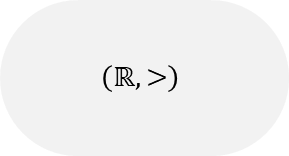 (ℝ, >)